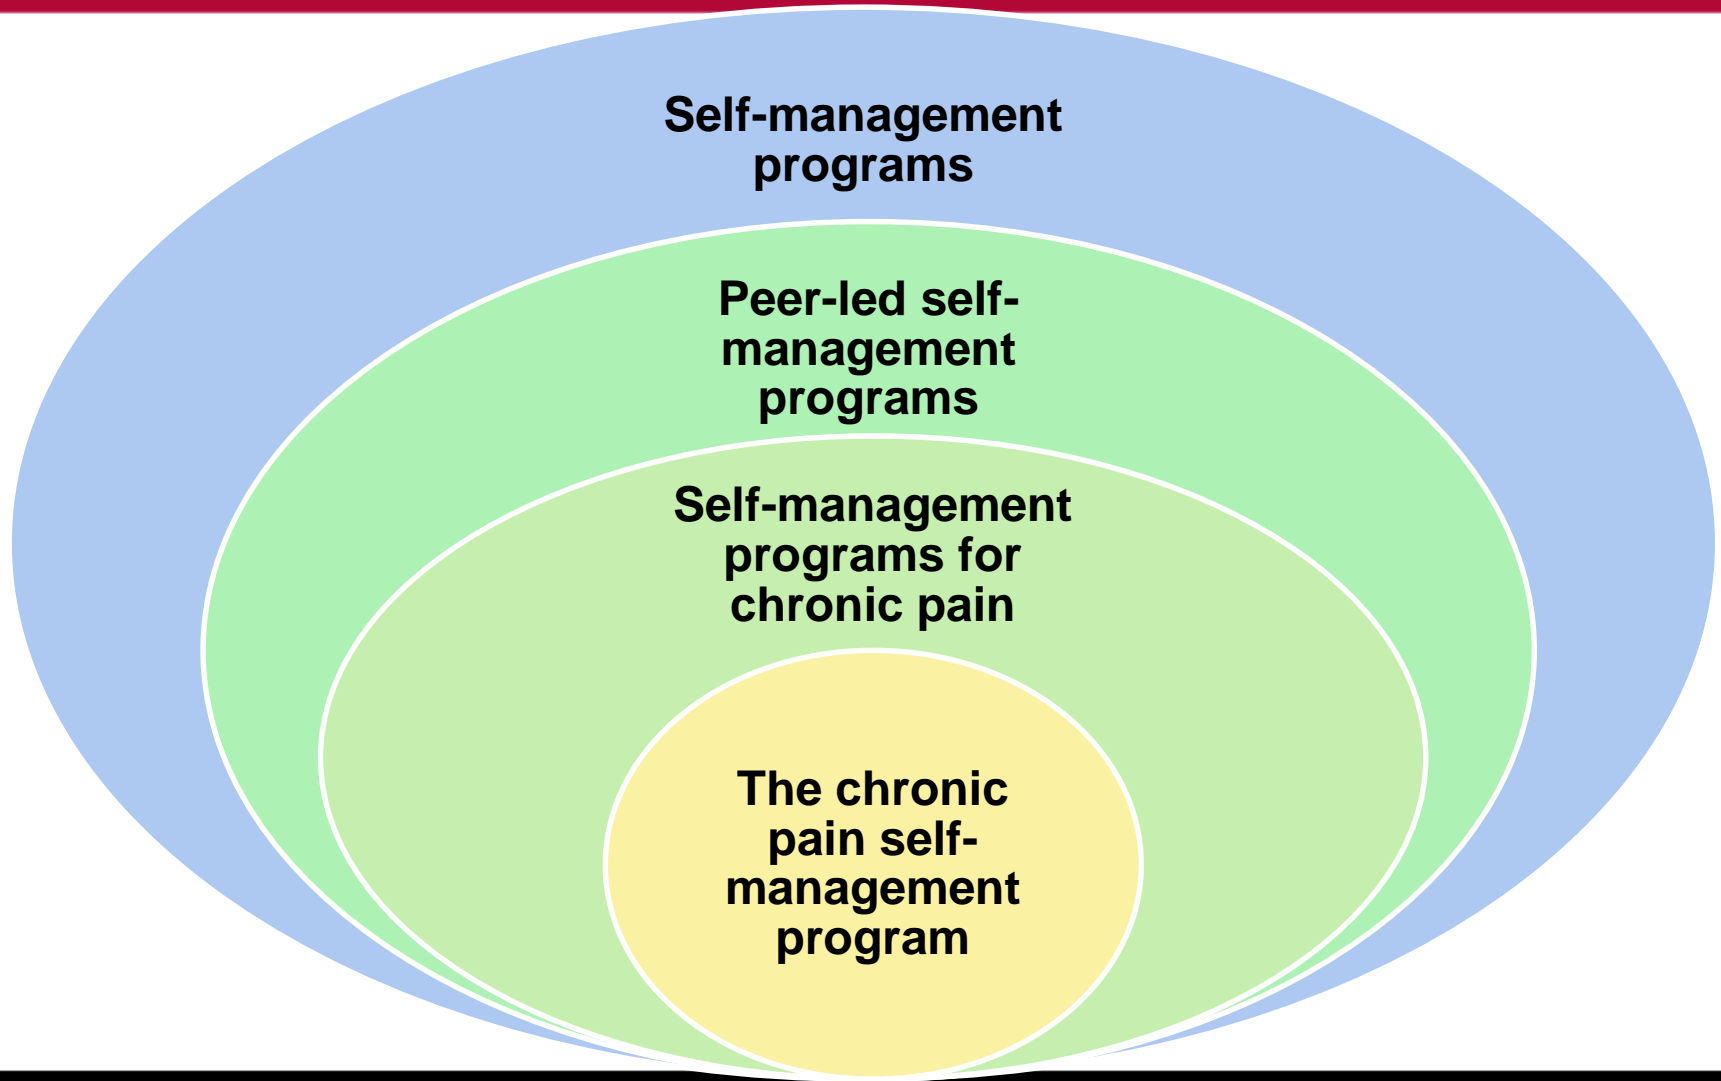 Self-management
programs
Peer-led self-
management
programs
Self-management
programs for
chronic pain
The chronic
pain self-
management
program